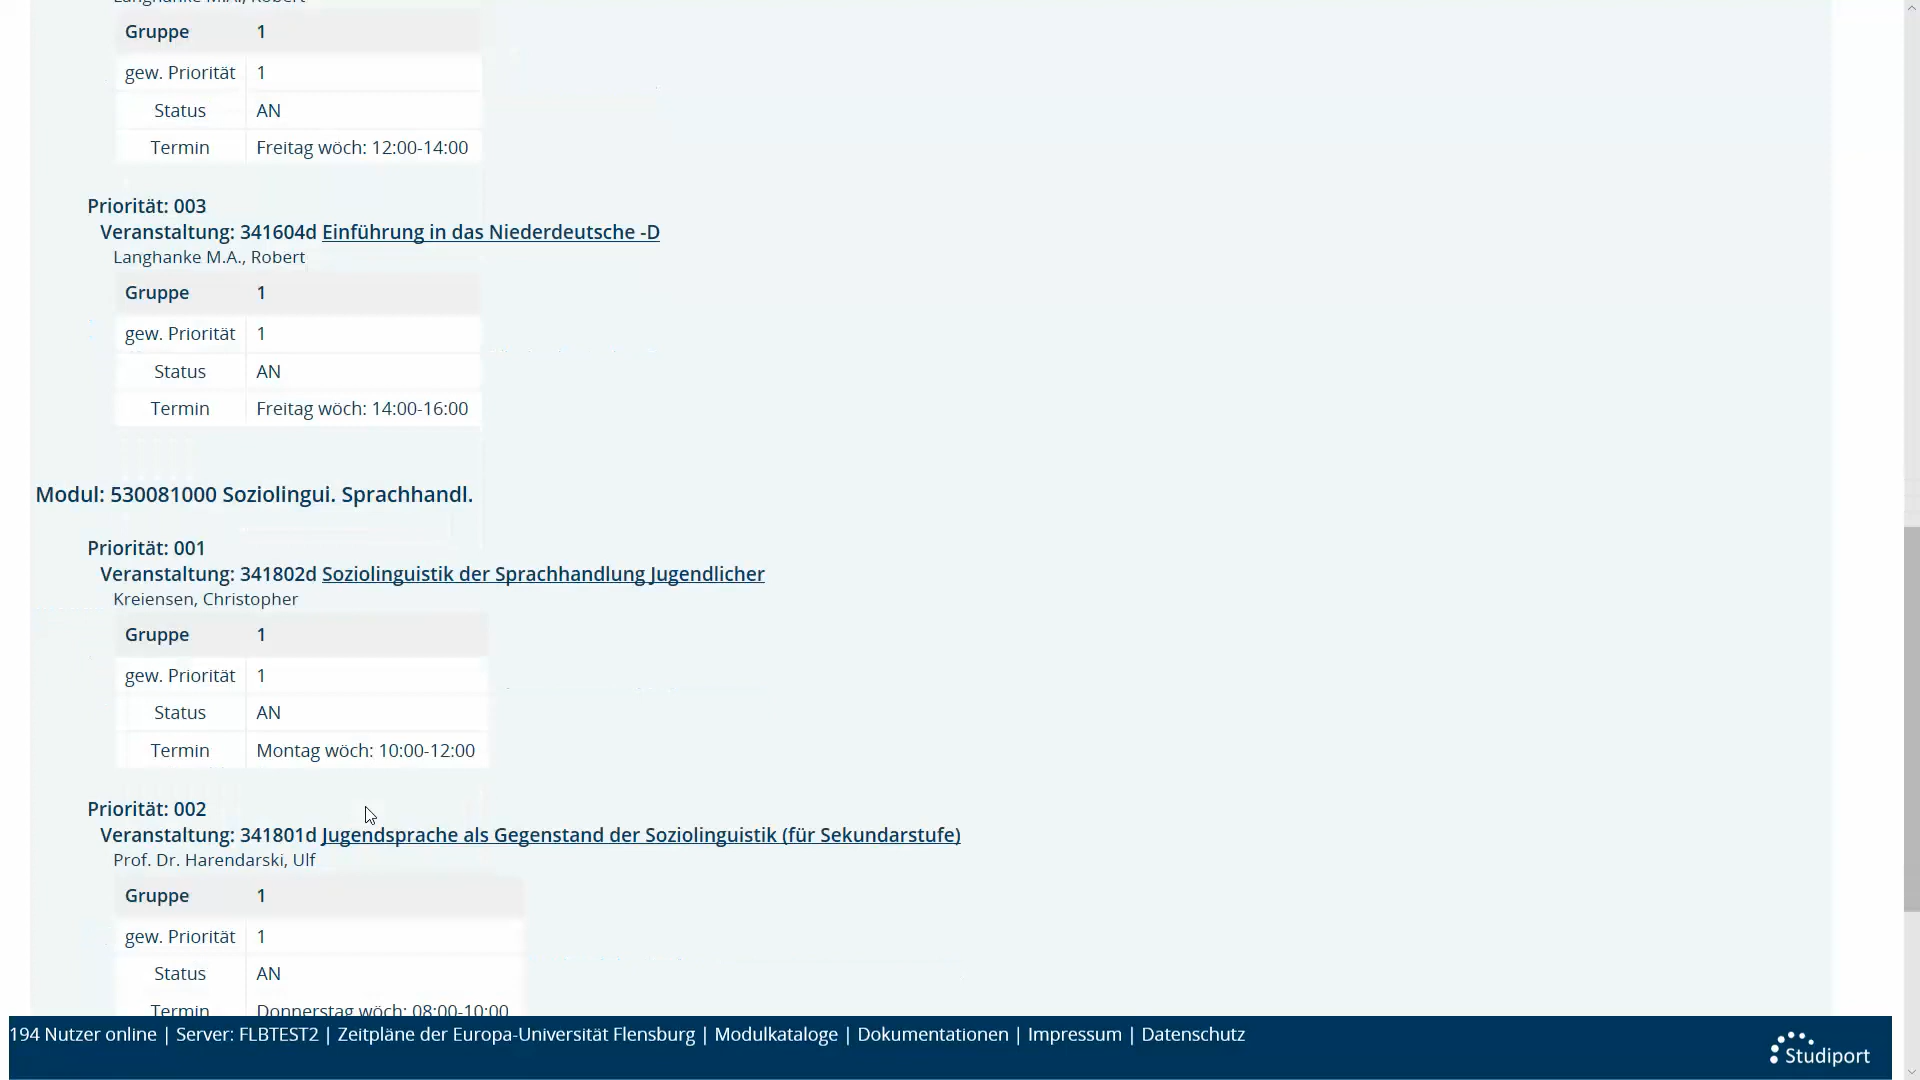 Langhanke M.A., Robert
Gruppe 1
gew. Priorität 1
Status AN
Termin Freitag wöch: 12:00-14:00
Priorität: 003
Veranstaltung: 341604d Einführung in das Niederdeutsche -D
Langhanke M.A., Robert
Gruppe 1
gew. Priorität 1
Status AN
Termin Freitag wöch: 14:00-16:00
Modul: 530081000 Soziolingui. Sprachhandl.
Priorität: 001
Veranstaltung: 341802d Soziolinguistik der Sprachhandlung Jugendlicher
Kreiensen, Christopher
Gruppe 1
gew. Priorität 1
Status AN
Termin Montag wöch: 10:00-12:00
Priorität: 002
Veranstaltung: 341801d Jugendsprache als Gegenstand der Soziolinguistik (für Sekundarstufe)
Prof. Dr. Harendarski, Ulf
Gruppe 1
gew. Priorität 1
Status AN
Termin Donnerstag wöch: 08:00-10:00
194 Nutzer online | Server: FLBTEST2 | Zeitpläne der Europa-Universität Flensburg | Modulkataloge | Dokumentationen | Impressum | Datenschutz
Studiport